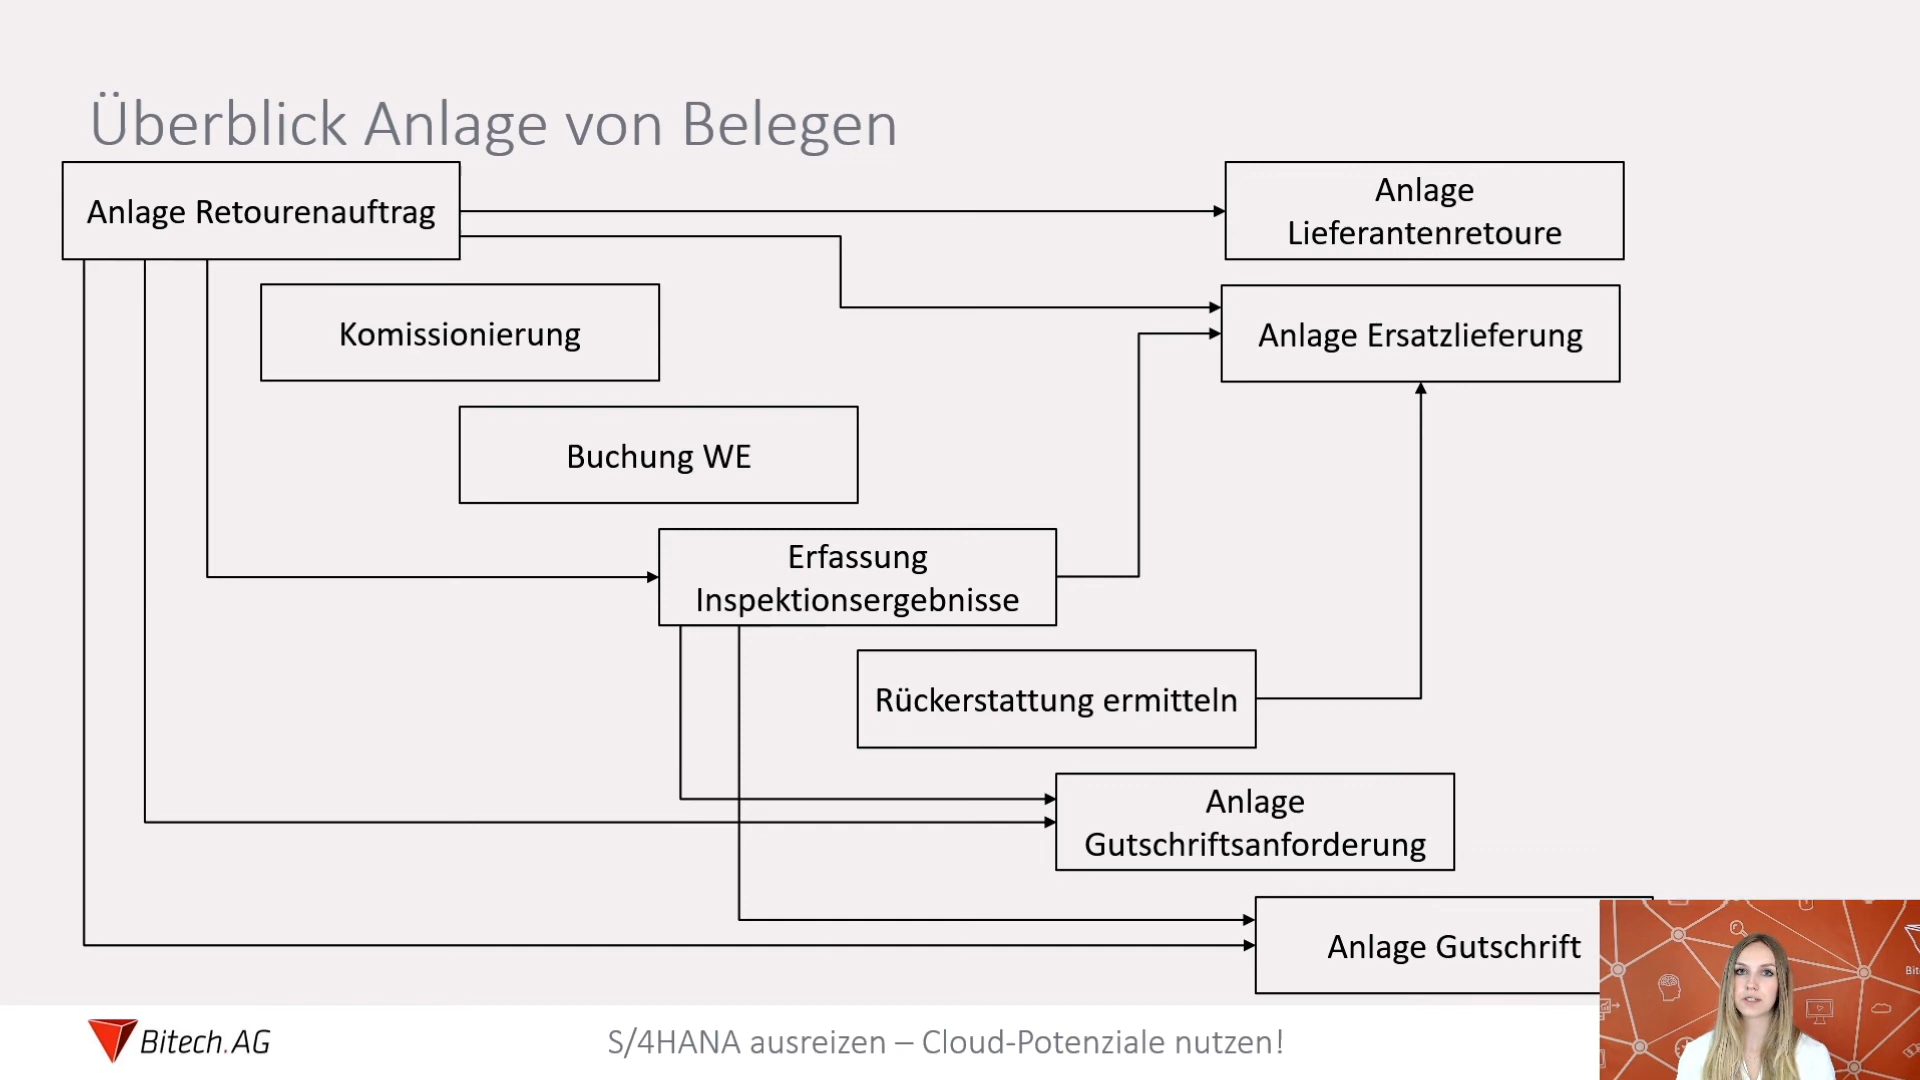 Überblick Anlage von Belegen
Anlage Retourenauftrag
Anlage
Lieferantenretoure
Komissionierung
Anlage Ersatzlieferung
Buchung WE
Erfassung
Inspektionsergebnisse
Rückerstattung ermitteln
Anlage
Gutschriftsanforderung
Anlage Gutschrift
Bitech.AG
S/4HANA ausreizen – Cloud-Potenziale nutzen!